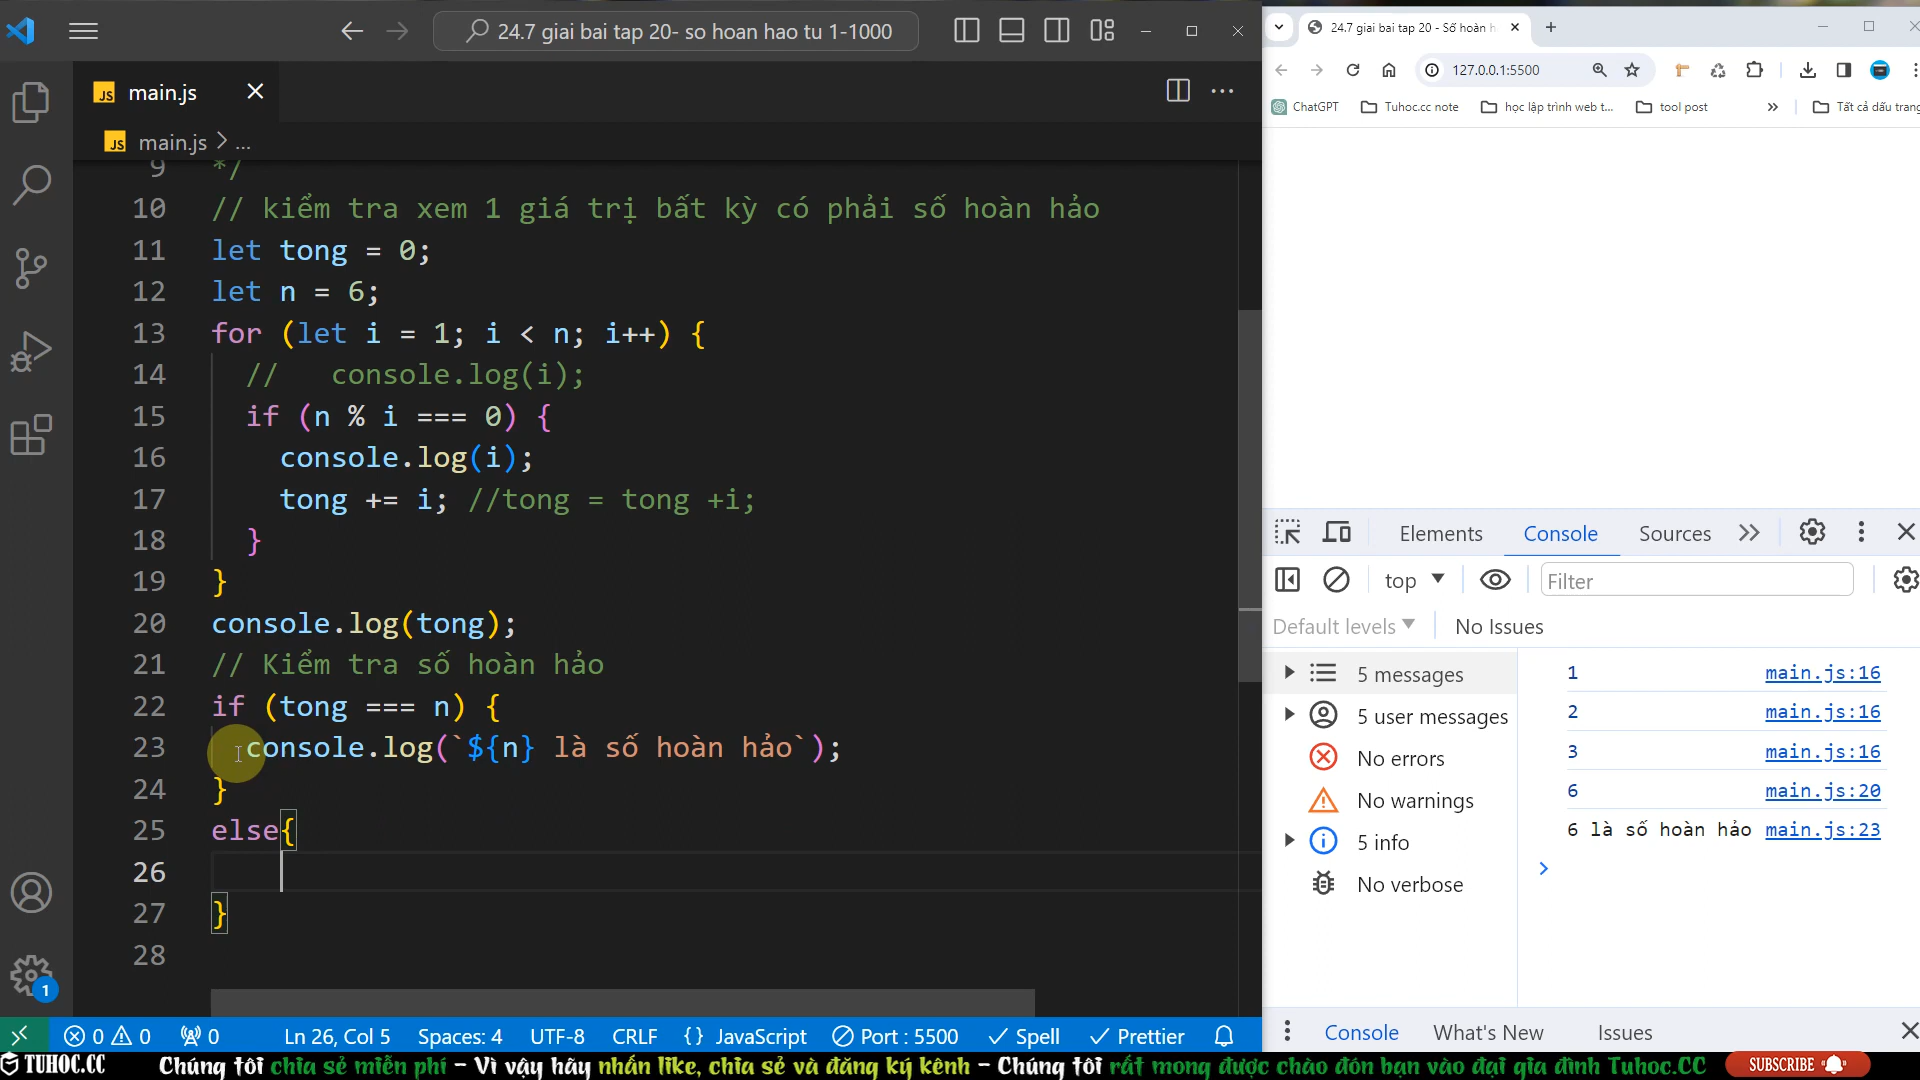 24.7 giai bai tap 20- so hoan hao tu 1-1000
main.js
main.js > ...
9 */
10 // kiểm tra xem 1 giá trị bất kỳ có phải số hoàn hảo
11 let tong = 0;
12 let n = 6;
13 for (let i = 1; i < n; i++) {
14 //   console.log(i);
15 if (n % i === 0) {
16 console.log(i);
17 tong += i; //tong = tong +i;
18 }
19 }
20 console.log(tong);
21 // Kiểm tra số hoàn hảo
22 if (tong === n) {
23 console.log(`${n} là số hoàn hảo`);
24 }
25 else{
26
27 }
28
1
0 0 0 Ln 26, Col 5 Spaces: 4 UTF-8 CRLF {} JavaScript Port : 5500 Spell Prettier
24.7 giai bai tap 20 - Số hoàn h
127.0.0.1:5500
ChatGPT Tuhoc.cc note học lập trình web t... tool post » Tất cả dấu trang
Elements Console Sources
top Filter
Default levels No Issues
5 messages
5 user messages
No errors
No warnings
5 info
No verbose
1 main.js:16
2 main.js:16
3 main.js:16
6 main.js:20
6 là số hoàn hảo main.js:23
Console What's New Issues
TUHOC.CC Chúng tôi chia sẻ miễn phí - Vì vậy hãy nhấn like, chia sẻ và đăng ký kênh - Chúng tôi rất mong được chào đón bạn vào đại gia đình Tuhoc.CC SUBSCRIBE